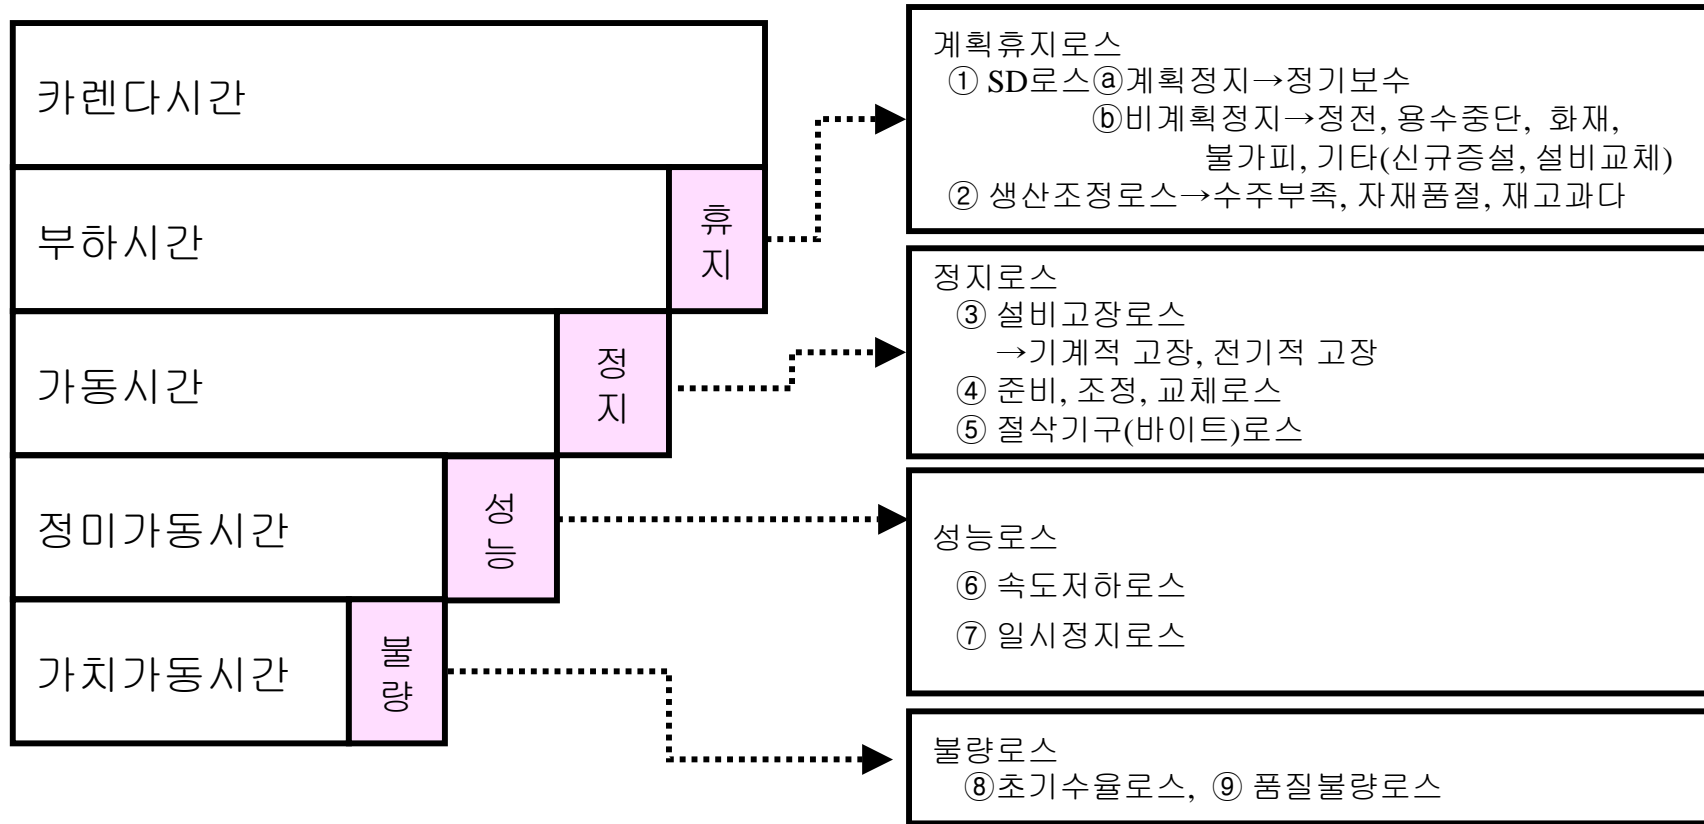 카렌다시간
부하시간
휴지
가동시간
정지
정미가동시간
성능
가치가동시간
불량
계획휴지로스
① SD로스ⓐ계획정지→정기보수
ⓑ비계획정지→정전, 용수중단, 화재,
불가피, 기타(신규증설, 설비교체)
② 생산조정로스→수주부족, 자재품절, 재고과다
정지로스
③ 설비고장로스
→기계적 고장, 전기적 고장
④ 준비, 조정, 교체로스
⑤ 절삭기구(바이트)로스
성능로스
⑥ 속도저하로스
⑦ 일시정지로스
불량로스
⑧초기수율로스, ⑨ 품질불량로스